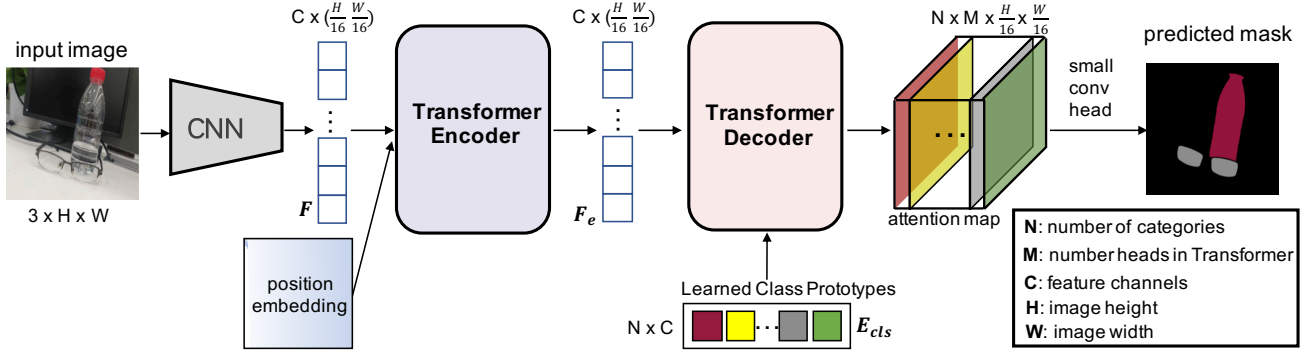 input image
3 x H x W
CNN
C x (H/16 W/16)
F
position
embedding
Transformer
Encoder
C x (H/16 W/16)
F_e
Transformer
Decoder
Learned Class Prototypes
N x C
...
E_cls
N x M x H/16 x W/16
...
attention map
small
conv
head
predicted mask
N: number of categories
M: number heads in Transformer
C: feature channels
H: image height
W: image width